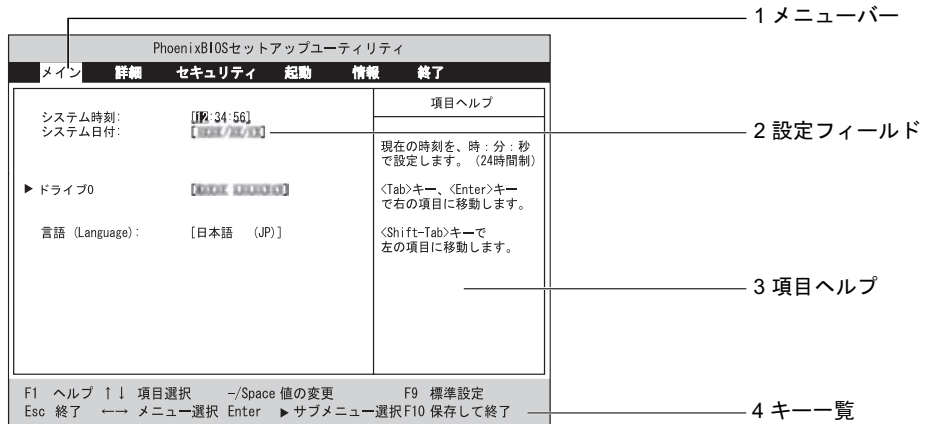 1 メニューバー
PhoenixBIOSセットアップユーティリティ
メイン 詳細 セキュリティ 起動 情報 終了
項目ヘルプ
システム時刻: [12:34:56]
システム日付:
2 設定フィールド
現在の時刻を、時:分:秒
で設定します。(24時間制)
▶ドライブ0
<Tab>キー、<Enter>キー
で右の項目に移動します。
言語 (Language): [日本語 (JP)]
<Shift-Tab>キーで
左の項目に移動します。
3 項目ヘルプ
F1 ヘルプ ↑↓ 項目選択 -/Space 値の変更 F9 標準設定
Esc 終了 ←→ メニュー選択 Enter ▶サブメニュー選択 F10 保存して終了
4 キー一覧